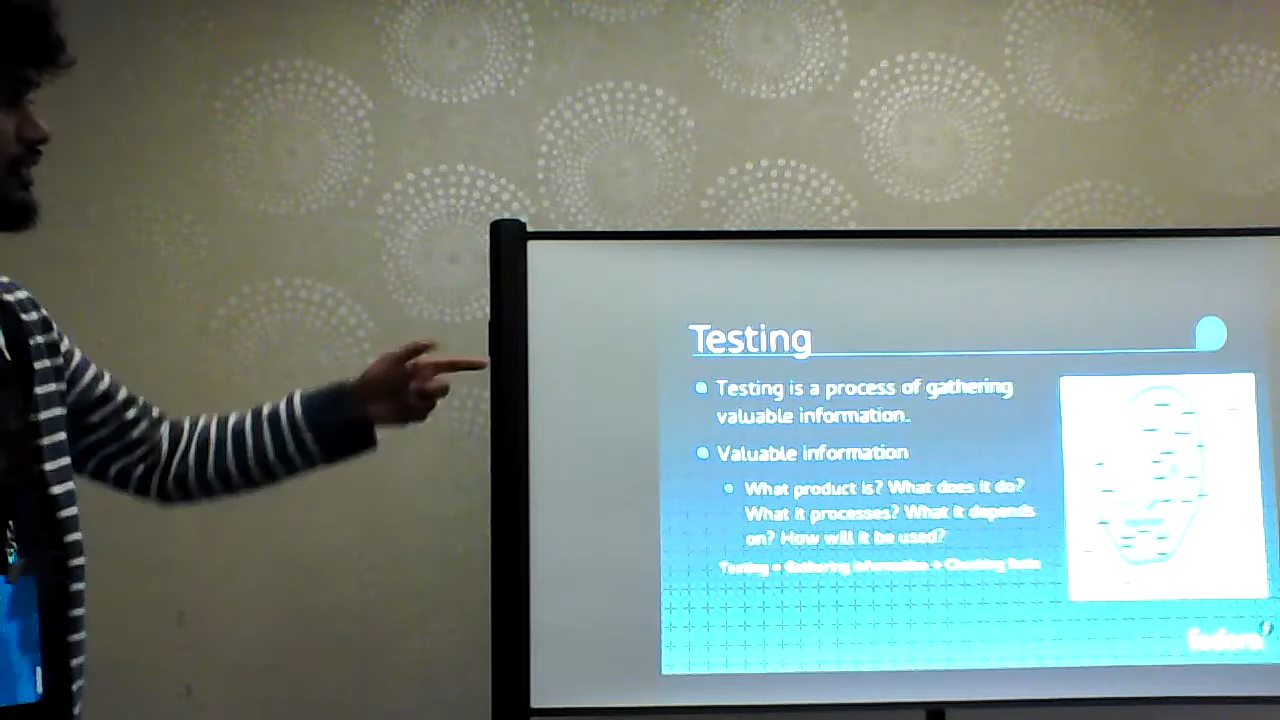 Testing
Testing is a process of gathering
valuable information.
Valuable information
What product is? What does it do?
What it processes? What it depends
on? How will it be used?
Testing = Gathering information + Checking facts
fedora